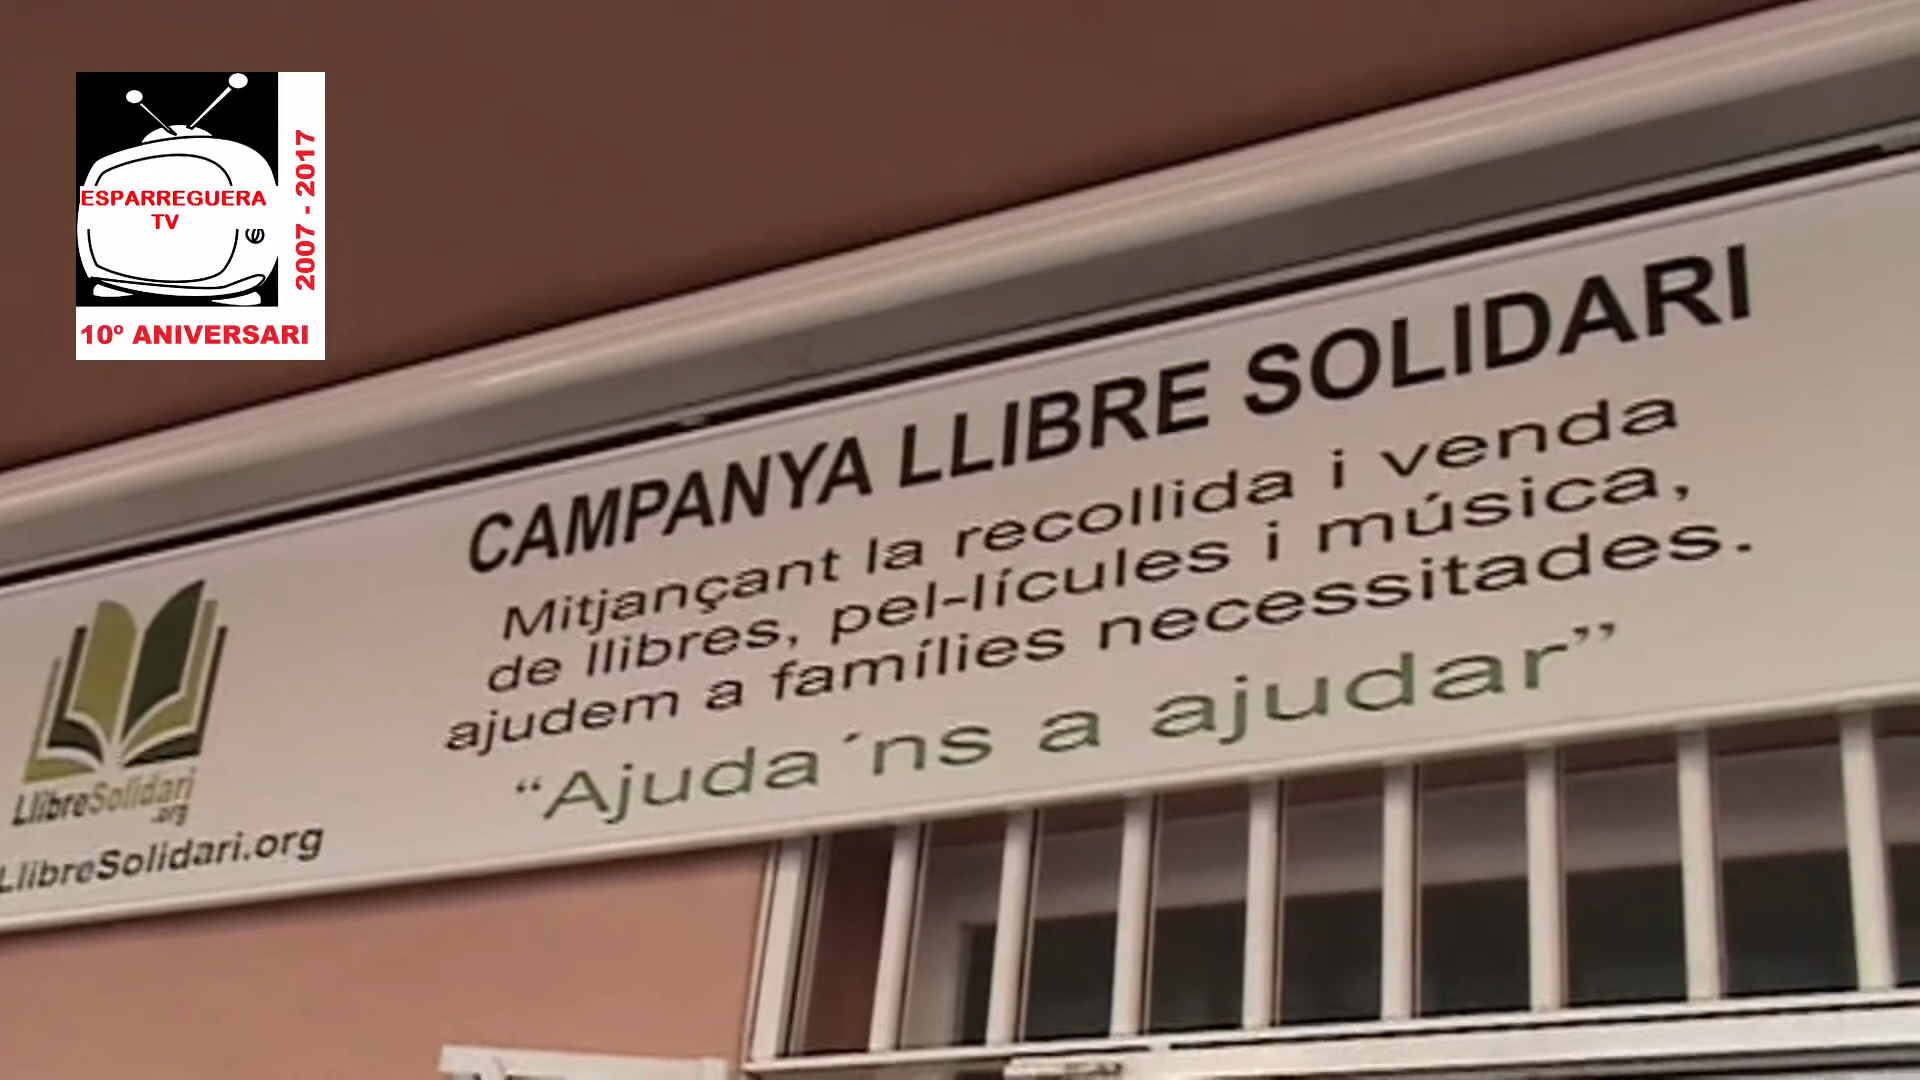 ESPARREGUERA
TV
2007 - 2017
10º ANIVERSARI
CAMPANYA LLIBRE SOLIDARI
Mitjançant la recollida i venda
de llibres, pel-lícules i música,
ajudem a famílies necessitades.
“Ajuda´ns a ajudar”
LlibreSolidari
.org
LlibreSolidari.org